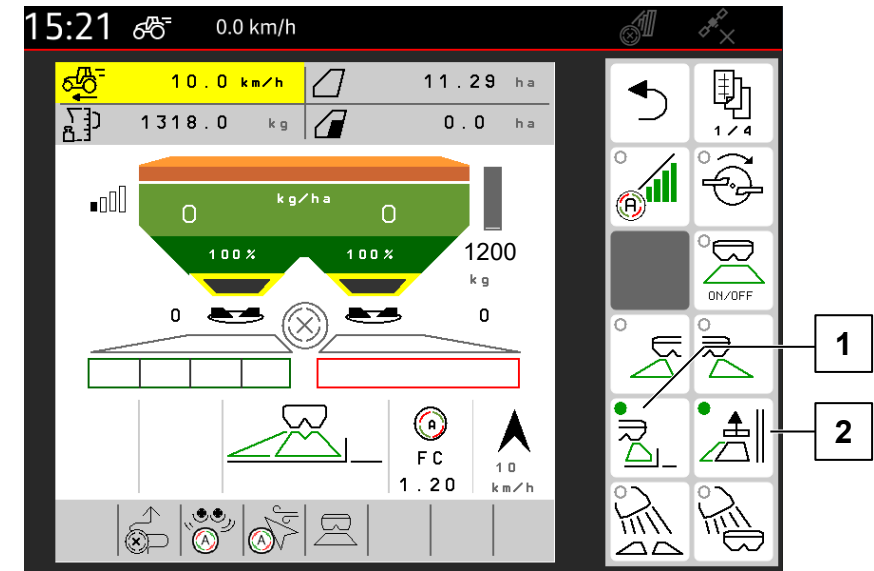 15:21 0.0 km/h
10.0 km/h 11.29 ha
1318.0 kg 0.0 ha
1/4
kg/ha
0 0
A
100% 100%
1200
kg
ON/OFF
0 0
1
A
FC
1.20
10
km/h
2
A A